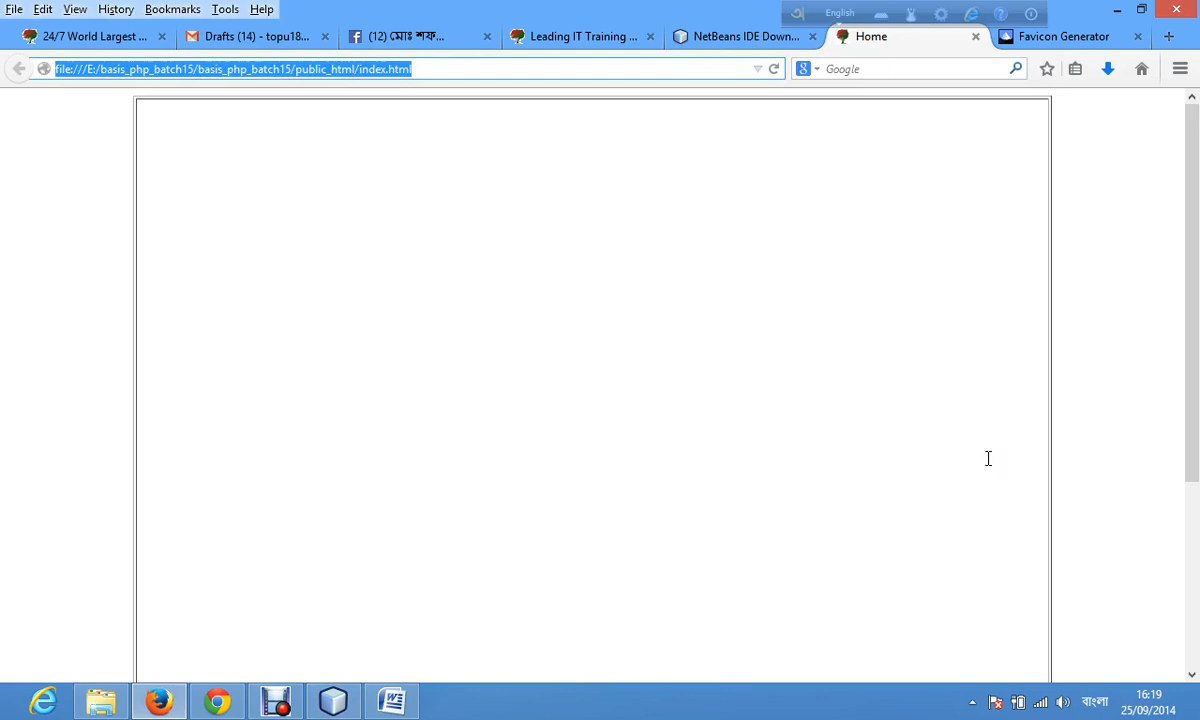 File Edit View History Bookmarks Tools Help
English
24/7 World Largest ...
Drafts (14) - topu18...
(12) মোঃ শফ...
Leading IT Training ...
NetBeans IDE Down...
Home
Favicon Generator
file:///E:/basis_php_batch15/basis_php_batch15/public_html/index.html
Google
বাংলা
16:19
25/09/2014